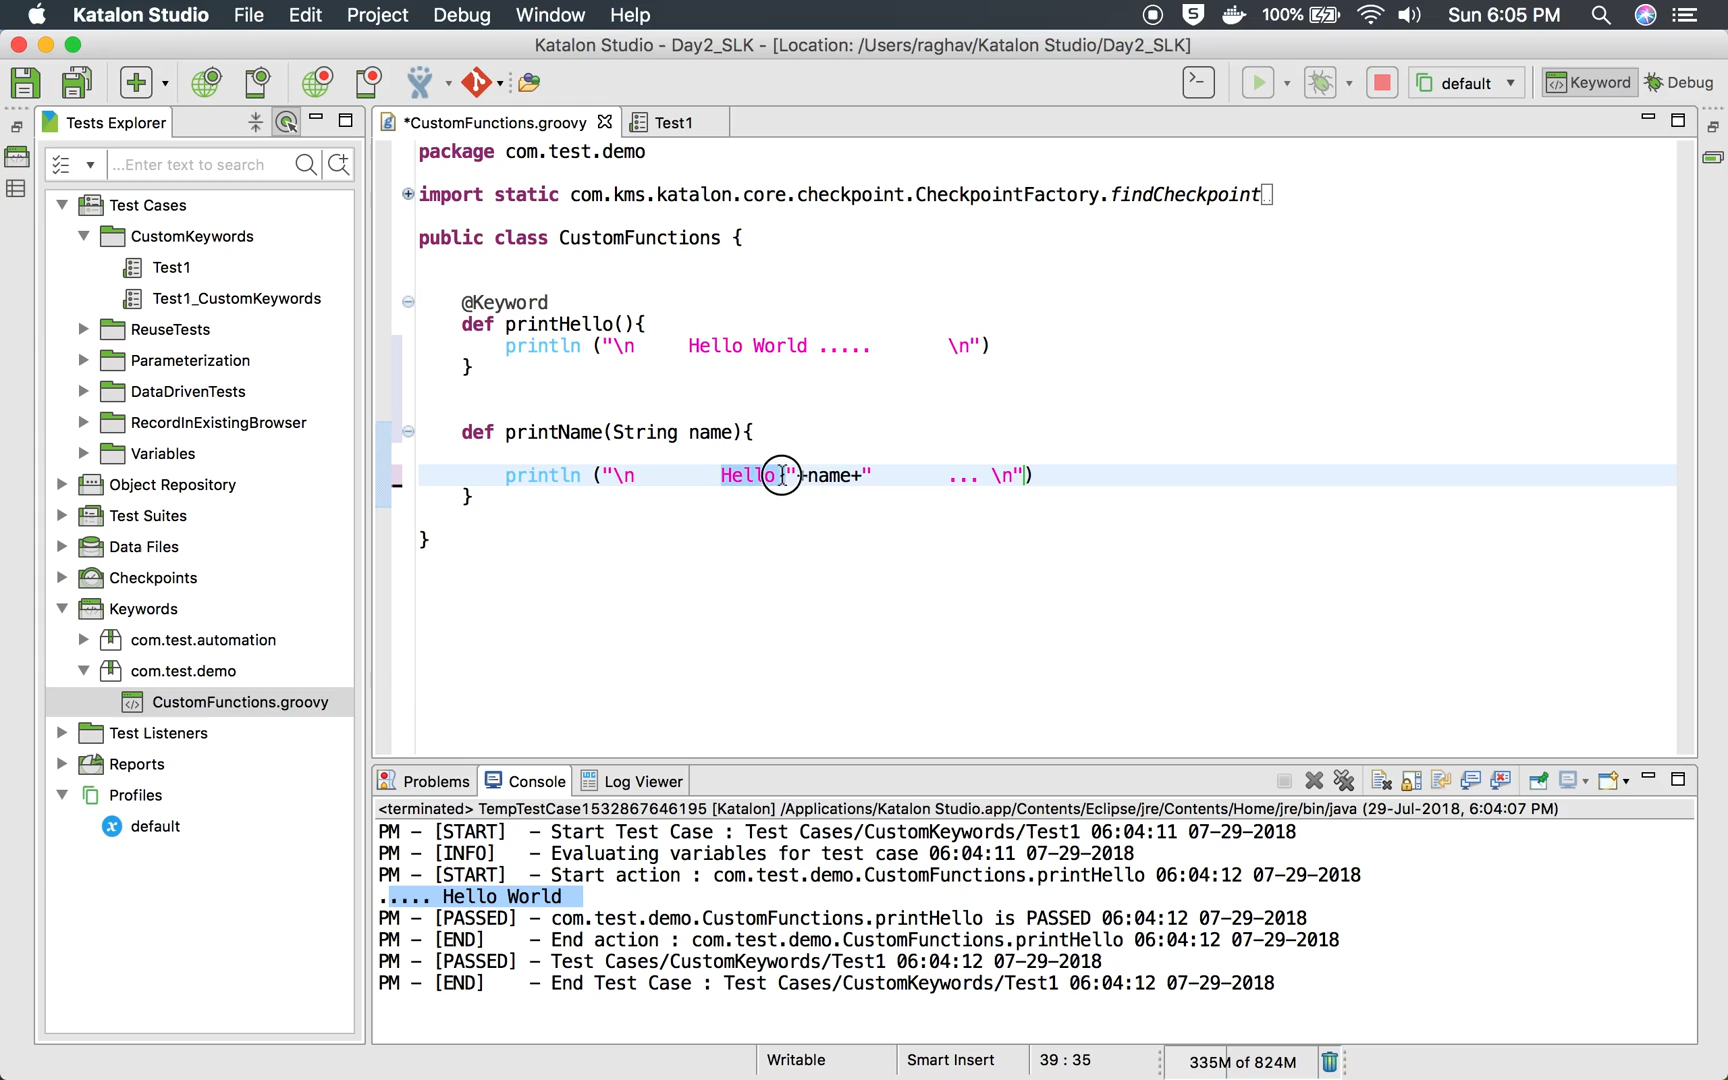 Katalon Studio File Edit Project Debug Window Help 100% Sun 6:05 PM
Katalon Studio - Day2_SLK - [Location: /Users/raghav/Katalon Studio/Day2_SLK]
default Keyword Debug
Tests Explorer
...Enter text to search
Test Cases
CustomKeywords
Test1
Test1_CustomKeywords
ReuseTests
Parameterization
DataDrivenTests
RecordInExistingBrowser
Variables
Object Repository
Test Suites
Data Files
Checkpoints
Keywords
com.test.automation
com.test.demo
CustomFunctions.groovy
Test Listeners
Reports
Profiles
default
*CustomFunctions.groovy Test1
package com.test.demo
import static com.kms.katalon.core.checkpoint.CheckpointFactory.findCheckpoint
public class CustomFunctions {
@Keyword
def printHello(){
println ("\n     Hello World .....       \n")
}
def printName(String name){
println ("\n        Hello "+name+"       ... \n")
}
}
Problems Console Log Viewer
<terminated> TempTestCase1532867646195 [Katalon] /Applications/Katalon Studio.app/Contents/Eclipse/jre/Contents/Home/jre/bin/java (29-Jul-2018, 6:04:07 PM)
PM - [START]  - Start Test Case : Test Cases/CustomKeywords/Test1 06:04:11 07-29-2018
PM - [INFO]   - Evaluating variables for test case 06:04:11 07-29-2018
PM - [START]  - Start action : com.test.demo.CustomFunctions.printHello 06:04:12 07-29-2018
..... Hello World
PM - [PASSED] - com.test.demo.CustomFunctions.printHello is PASSED 06:04:12 07-29-2018
PM - [END]    - End action : com.test.demo.CustomFunctions.printHello 06:04:12 07-29-2018
PM - [PASSED] - Test Cases/CustomKeywords/Test1 06:04:12 07-29-2018
PM - [END]    - End Test Case : Test Cases/CustomKeywords/Test1 06:04:12 07-29-2018
Writable Smart Insert 39 : 35 335M of 824M